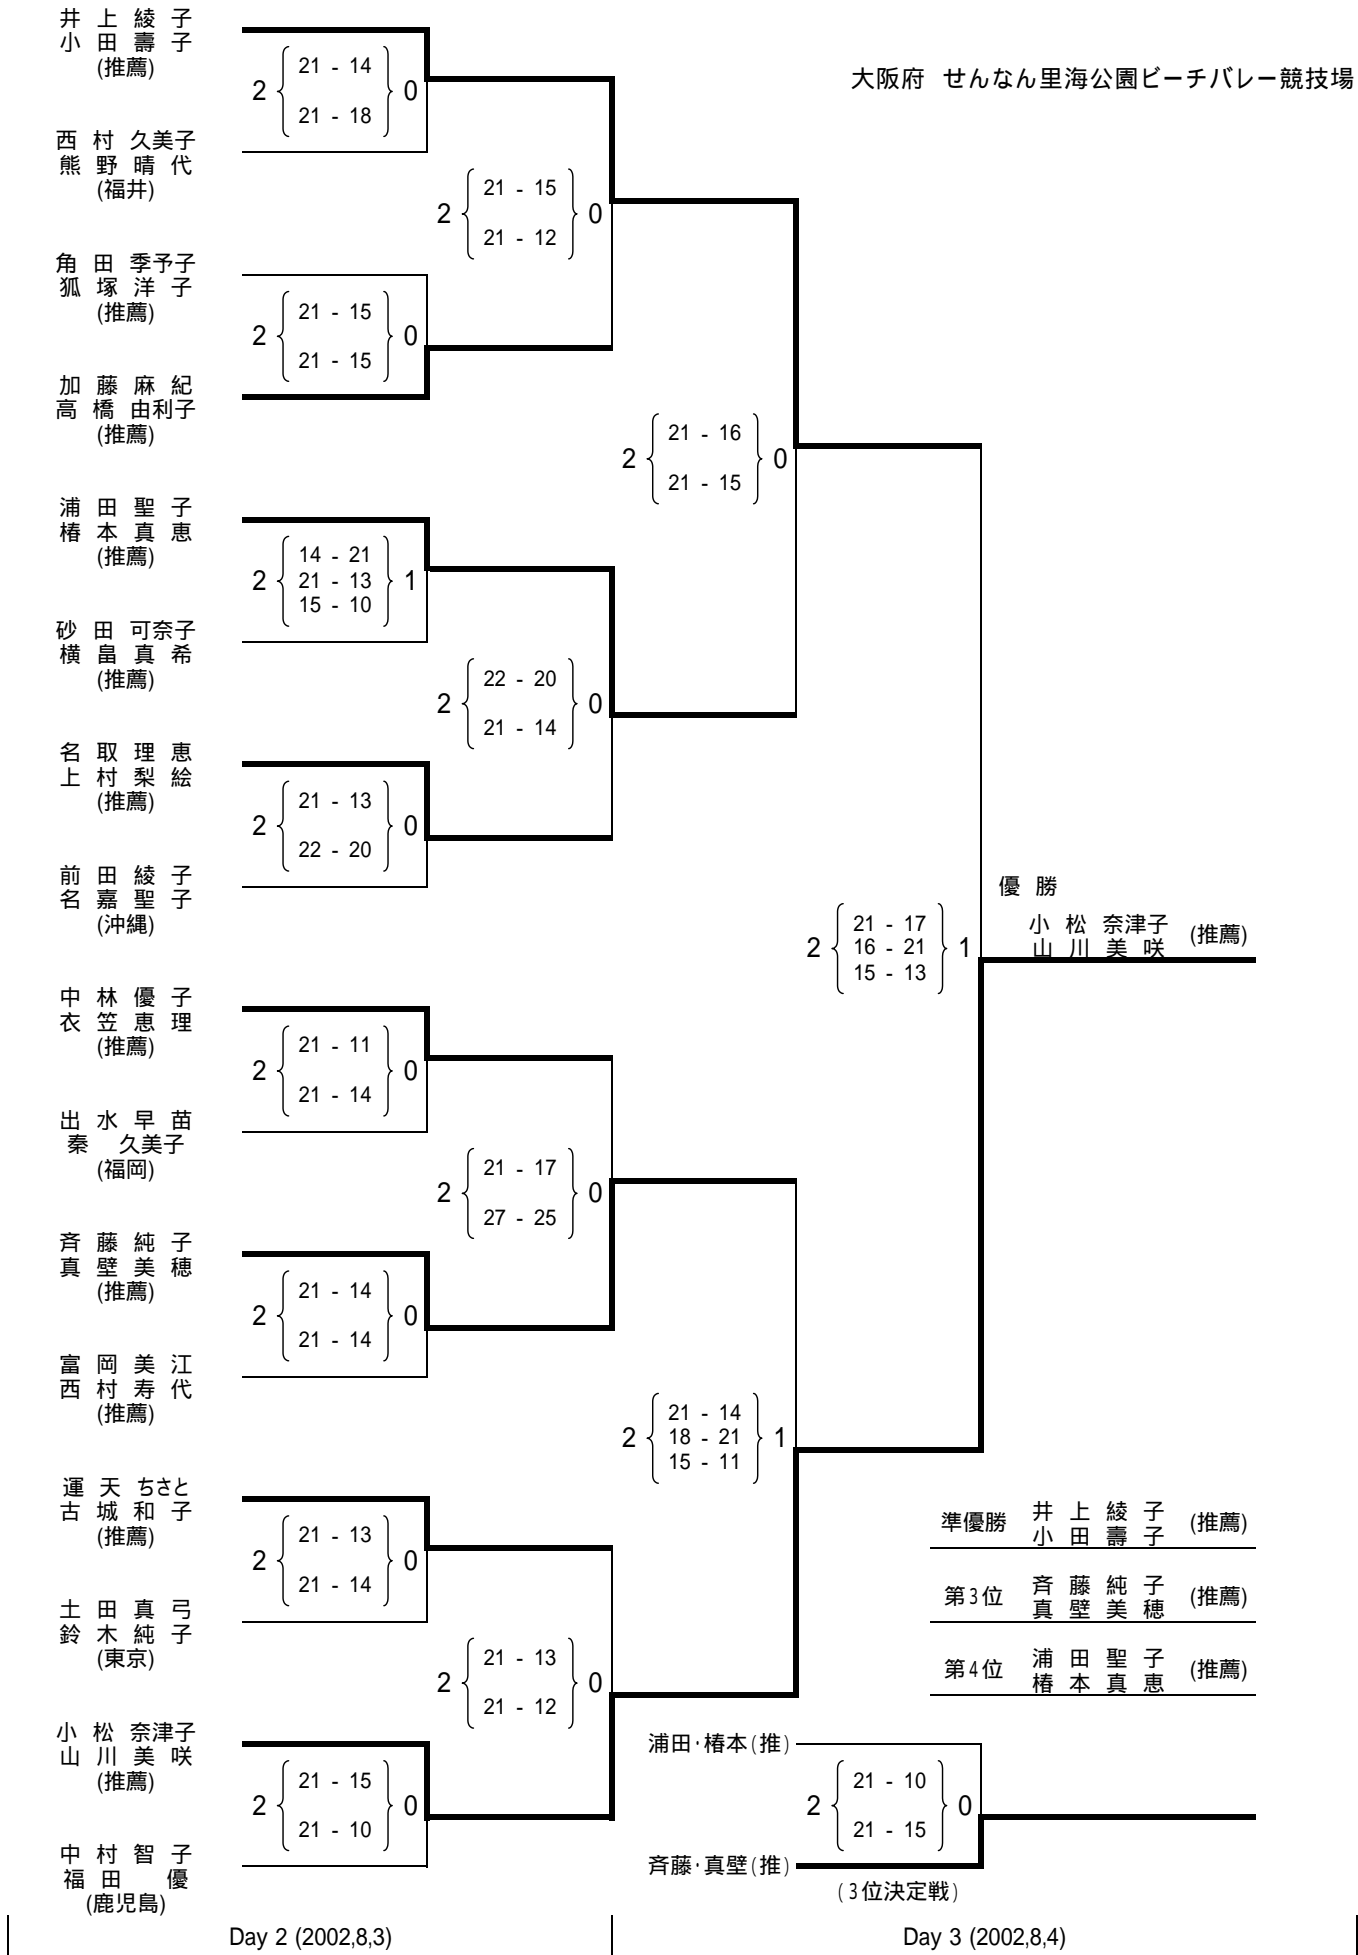 大阪府 せんなん里海公園ビーチバレー競技場
井 上 綾 子
小 田 壽 子
(推薦)
2 21 - 14 0
21 - 18
西 村 久美子
熊 野 晴 代
(福井)
2 21 - 15 0
21 - 12
角 田 季予子
狐 塚 洋 子
(推薦)
2 21 - 15 0
21 - 15
加 藤 麻 紀
高 橋 由利子
(推薦)
2 21 - 16 0
21 - 15
浦 田 聖 子
椿 本 真 恵
(推薦)
14 - 21
2 21 - 13 1
15 - 10
砂 田 可奈子
横 畠 真 希
(推薦)
2 22 - 20 0
21 - 14
名 取 理 恵
上 村 梨 絵
(推薦)
2 21 - 13 0
22 - 20
前 田 綾 子
名 嘉 聖 子
(沖縄)
優 勝
小 松 奈津子
山 川 美 咲
(推薦)
21 - 17
2 16 - 21 1
15 - 13
中 林 優 子
衣 笠 恵 理
(推薦)
2 21 - 11 0
21 - 14
出 水 早 苗
秦 久美子
(福岡)
2 21 - 17 0
27 - 25
斉 藤 純 子
真 壁 美 穂
(推薦)
2 21 - 14 0
21 - 14
富 岡 美 江
西 村 寿 代
(推薦)
21 - 14
2 18 - 21 1
15 - 11
運 天 ちさと
古 城 和 子
(推薦)
2 21 - 13 0
21 - 14
土 田 真 弓
鈴 木 純 子
(東京)
2 21 - 13 0
21 - 12
小 松 奈津子
山 川 美 咲
(推薦)
2 21 - 15 0
21 - 10
中 村 智 子
福 田 優
(鹿児島)
準優勝 井 上 綾 子 (推薦)
小 田 壽 子
第3位 斉 藤 純 子 (推薦)
真 壁 美 穂
第4位 浦 田 聖 子 (推薦)
椿 本 真 恵
浦田・椿本(推)
2 21 - 10 0
21 - 15
斉藤・真壁(推)
(3位決定戦)
Day 2 (2002,8,3)
Day 3 (2002,8,4)